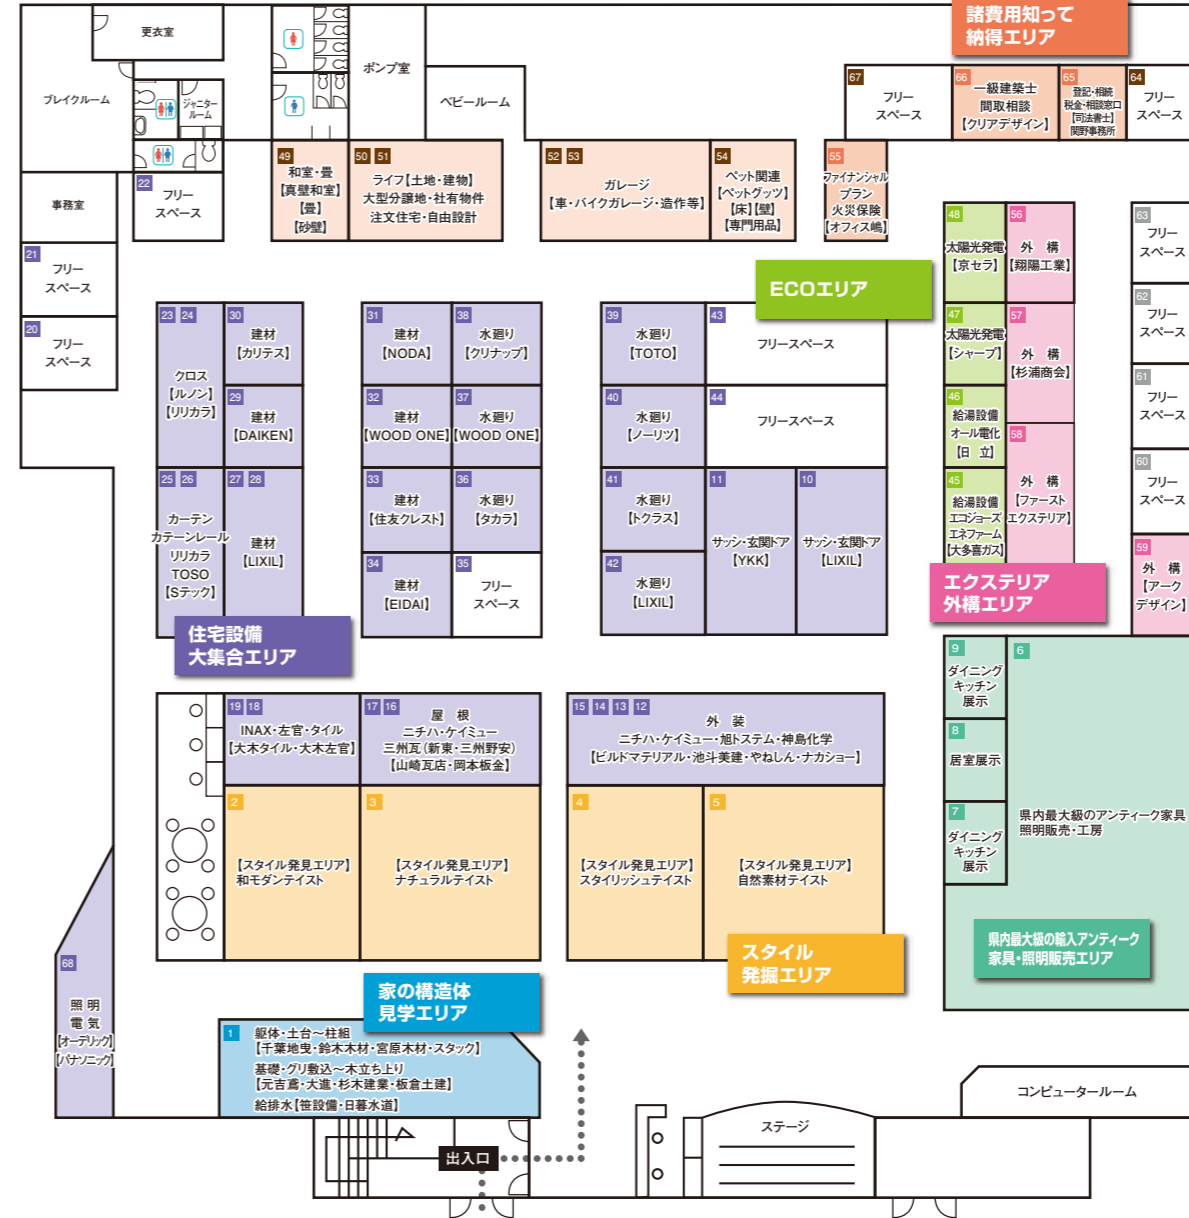 諸費用知って
納得エリア
更衣室
ブレイクルーム
ジャニター
ルーム
ポンプ室
ベビールーム
事務室
67
フリー
スペース
66
一級建築士
間取相談
【クリアデザイン】
65
登記・相続
税金・相談窓口
【司法書士】
関野事務所
64
フリー
スペース
22
フリー
スペース
49
和室・畳
【真壁和室】
【畳】
【砂壁】
50 51
ライフ【土地・建物】
大型分譲地・社有物件
注文住宅・自由設計
52 53
ガレージ
【車・バイクガレージ・造作等】
54
ペット関連
【ペットグッツ】
【床】【壁】
【専門用品】
55
ファイナンシャル
プラン
火災保険
【オフィス嶋】
21
フリー
スペース
20
フリー
スペース
ECOエリア
48
太陽光発電
【京セラ】
56
外 構
【翔陽工業】
63
フリー
スペース
47
太陽光発電
【シャープ】
57
外 構
【杉浦商会】
62
フリー
スペース
46
給湯設備
オール電化
【日 立】
58
外 構
【ファースト
エクステリア】
61
フリー
スペース
45
給湯設備
エコジョーズ
エネファーム
【大多喜ガス】
60
フリー
スペース
59
外 構
【アーク
デザイン】
エクステリア
外構エリア
23 24
クロス
【ルノン】
【リリカラ】
30
建材
【カリテス】
29
建材
【DAIKEN】
25 26
カーテン
カテーンレール
リリカラ
TOSO
【Sテック】
27 28
建材
【LIXIL】
31
建材
【NODA】
38
水廻り
【クリナップ】
32
建材
【WOOD ONE】
37
水廻り
【WOOD ONE】
33
建材
【住友クレスト】
36
水廻り
【タカラ】
34
建材
【EIDAI】
35
フリー
スペース
39
水廻り
【TOTO】
43
フリースペース
40
水廻り
【ノーリツ】
44
フリースペース
41
水廻り
【トクラス】
11
サッシ・玄関ドア
【YKK】
10
サッシ・玄関ドア
【LIXIL】
42
水廻り
【LIXIL】
住宅設備
大集合エリア
19 18
INAX・左官・タイル
【大木タイル・大木左官】
17 16
屋 根
ニチハ・ケイミュー
三州瓦（新東・三州野安）
【山崎瓦店・岡本板金】
15 14 13 12
外 装
ニチハ・ケイミュー・旭トステム・神島化学
【ビルドマテリアル・池斗美建・やねしん・ナカショー】
9
ダイニング
キッチン
展示
8
居室展示
7
ダイニング
キッチン
展示
6
県内最大級のアンティーク家具
照明販売・工房
2
【スタイル発見エリア】
和モダンテイスト
3
【スタイル発見エリア】
ナチュラルテイスト
4
【スタイル発見エリア】
スタイリッシュテイスト
5
【スタイル発見エリア】
自然素材テイスト
スタイル
発掘エリア
県内最大級の輸入アンティーク
家具・照明販売エリア
68
照 明
電 気
【オーデリック】
【パナソニック】
家の構造体
見学エリア
1
躯体・土台～柱組
【千葉地曳・鈴木木材・宮原木材・スタック】
基礎・グリ敷込～木立ち上り
【元吉鳶・大進・杉木建業・板倉土建】
給排水【笹設備・日暮水道】
出入口
ステージ
コンピュータールーム